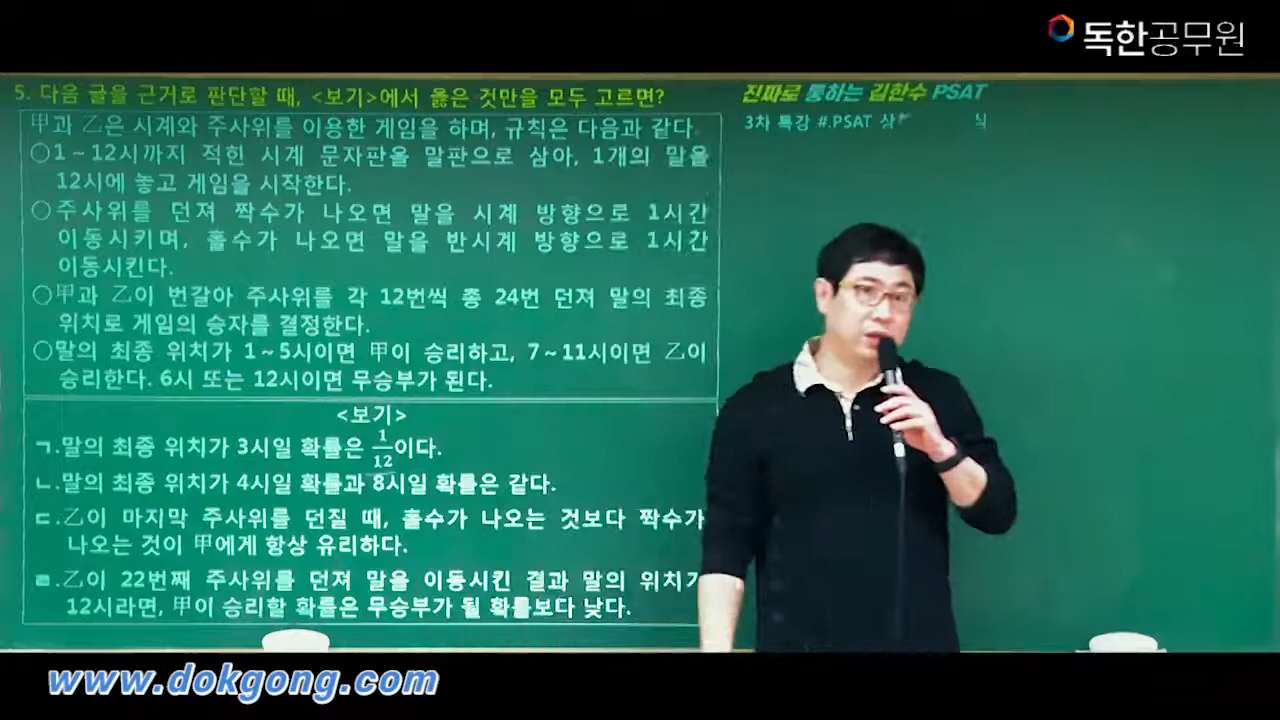 독한공무원
5. 다음 글을 근거로 판단할 때, <보기>에서 옳은 것만을 모두 고르면?
甲과 乙은 시계와 주사위를 이용한 게임을 하며, 규칙은 다음과 같다.
○1~12시까지 적힌 시계 문자판을 말판으로 삼아, 1개의 말을
12시에 놓고 게임을 시작한다.
○주사위를 던져 짝수가 나오면 말을 시계 방향으로 1시간
이동시키며, 홀수가 나오면 말을 반시계 방향으로 1시간
이동시킨다.
○甲과 乙이 번갈아 주사위를 각 12번씩 총 24번 던져 말의 최종
위치로 게임의 승자를 결정한다.
○말의 최종 위치가 1~5시이면 甲이 승리하고, 7~11시이면 乙이
승리한다. 6시 또는 12시이면 무승부가 된다.
<보기>
ㄱ.말의 최종 위치가 3시일 확률은 1/12이다.
ㄴ.말의 최종 위치가 4시일 확률과 8시일 확률은 같다.
ㄷ.乙이 마지막 주사위를 던질 때, 홀수가 나오는 것보다 짝수가
나오는 것이 甲에게 항상 유리하다.
ㄹ.乙이 22번째 주사위를 던져 말을 이동시킨 결과 말의 위치가
12시라면, 甲이 승리할 확률은 무승부가 될 확률보다 낮다.
진짜로 통하는 김한수 PSAT
3차 특강 #.PSAT
www.dokgong.com